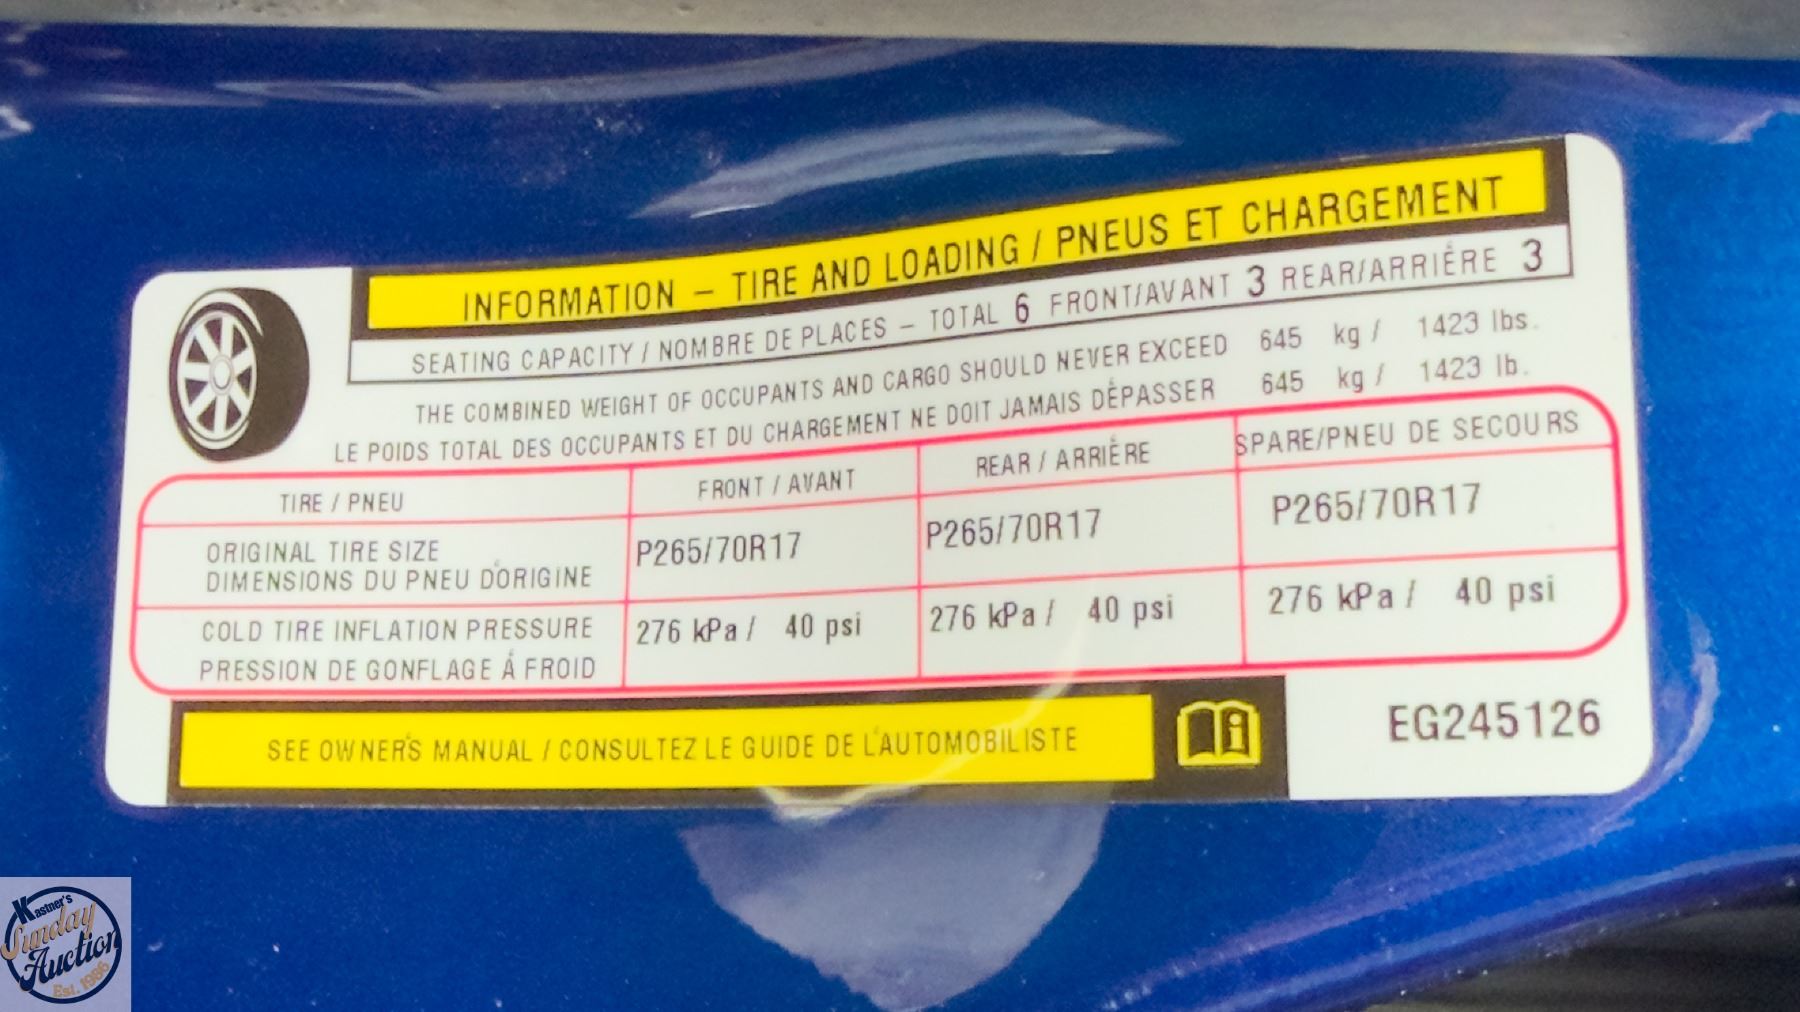 INFORMATION – TIRE AND LOADING / PNEUS ET CHARGEMENT
SEATING CAPACITY / NOMBRE DE PLACES – TOTAL 6 FRONT/AVANT 3 REAR/ARRIÈRE 3
THE COMBINED WEIGHT OF OCCUPANTS AND CARGO SHOULD NEVER EXCEED 645 kg / 1423 lbs.
LE POIDS TOTAL DES OCCUPANTS ET DU CHARGEMENT NE DOIT JAMAIS DÉPASSER 645 kg / 1423 lb.
TIRE / PNEU FRONT / AVANT REAR / ARRIÈRE SPARE/PNEU DE SECOURS
ORIGINAL TIRE SIZE
DIMENSIONS DU PNEU D'ORIGINE
P265/70R17 P265/70R17 P265/70R17
COLD TIRE INFLATION PRESSURE
PRESSION DE GONFLAGE À FROID
276 kPa / 40 psi 276 kPa / 40 psi 276 kPa / 40 psi
SEE OWNER'S MANUAL / CONSULTEZ LE GUIDE DE L'AUTOMOBILISTE
EG245126
Kastner's
Sunday
Auction
Est. 1986